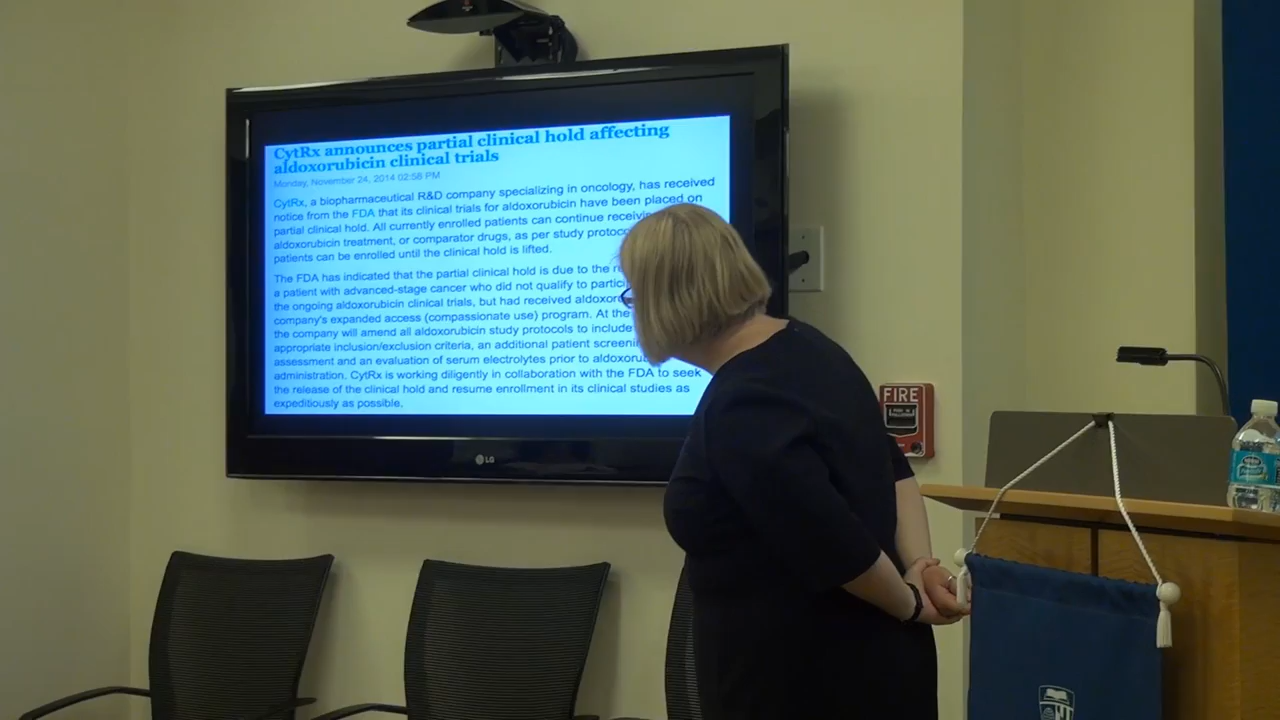 CytRx announces partial clinical hold affecting
aldoxorubicin clinical trials
Monday, November 24, 2014 02:58 PM
CytRx, a biopharmaceutical R&D company specializing in oncology, has received
notice from the FDA that its clinical trials for aldoxorubicin have been placed on
partial clinical hold. All currently enrolled patients can continue
aldoxorubicin treatment, or comparator drugs, as per study
patients can be enrolled until the clinical hold is lifted.
The FDA has indicated that the partial clinical hold is due to the
a patient with advanced-stage cancer who did not qualify to
the ongoing aldoxorubicin clinical trials, but had received
company's expanded access (compassionate use) program. At the
the company will amend all aldoxorubicin study protocols to include
appropriate inclusion/exclusion criteria, an additional patient
assessment and an evaluation of serum electrolytes prior to
administration. CytRx is working diligently in collaboration with the FDA to seek
the release of the clinical hold and resume enrollment in its clinical studies as
expeditiously as possible.
LG
FIRE